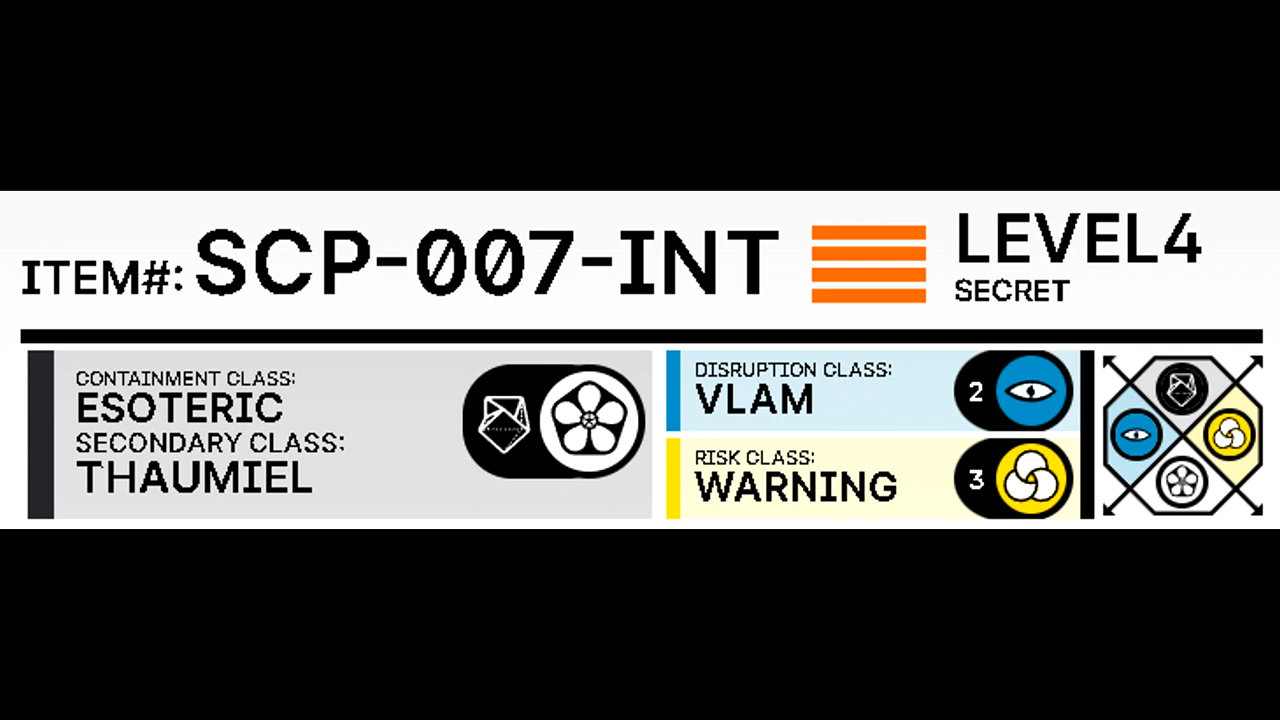 ITEM#: SCP-007-INT
LEVEL4
SECRET
CONTAINMENT CLASS:
ESOTERIC
SECONDARY CLASS:
THAUMIEL
DISRUPTION CLASS:
VLAM
2
RISK CLASS:
WARNING
3